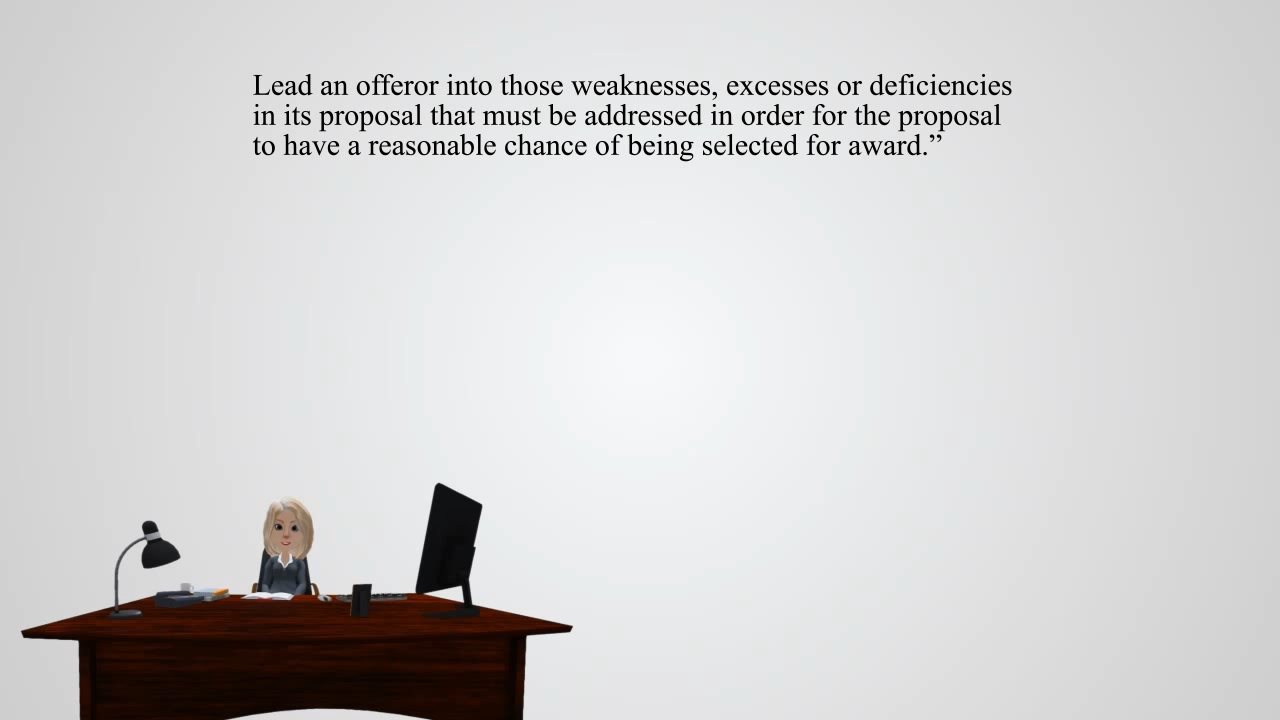 Lead an offeror into those weaknesses, excesses or deficiencies
in its proposal that must be addressed in order for the proposal
to have a reasonable chance of being selected for award.”